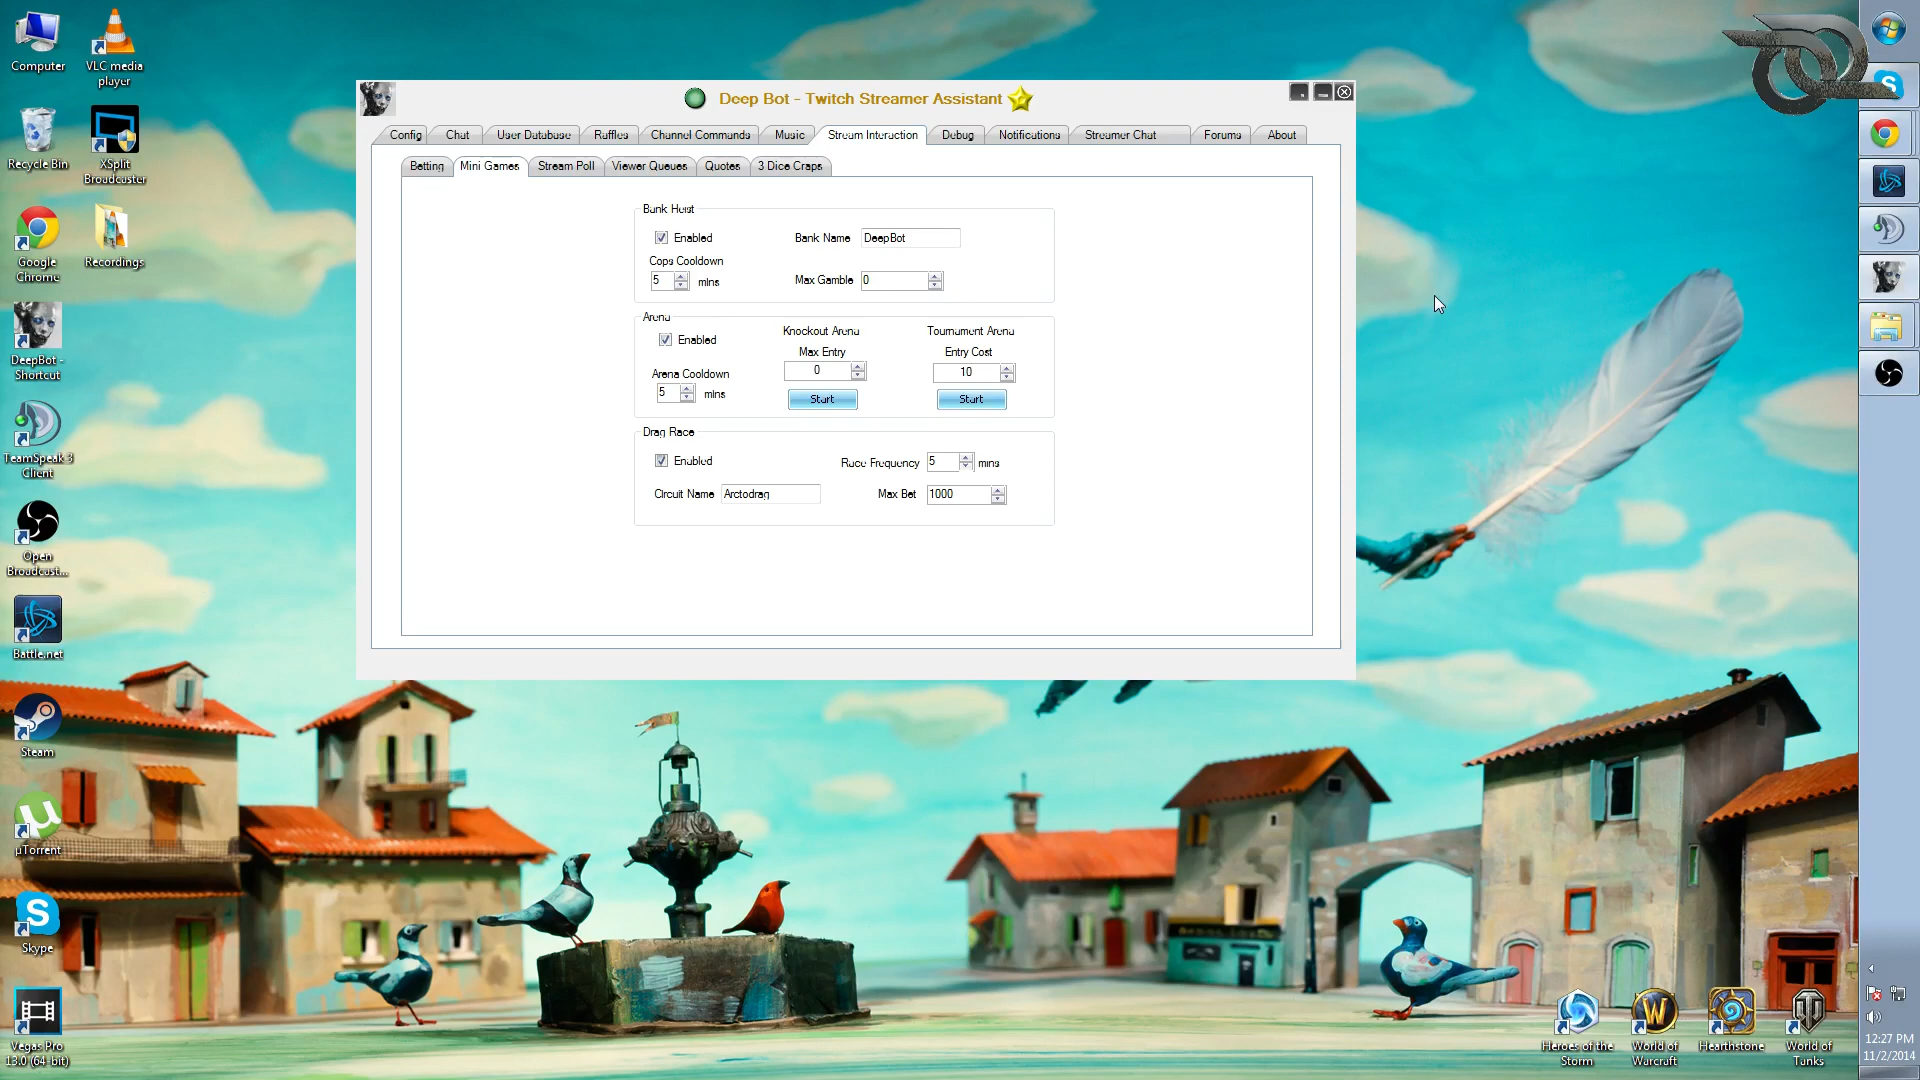 Computer
VLC media
player
Recycle Bin
XSplit
Broadcaster
Google
Chrome
Recordings
DeepBot -
Shortcut
TeamSpeak 3
Client
Open
Broadcast...
Battle.net
Steam
µTorrent
Skype
Vegas Pro
13.0 (64-bit)
Deep Bot - Twitch Streamer Assistant
Config
Chat
User Database
Raffles
Channel Commands
Music
Stream Interaction
Debug
Notifications
Streamer Chat
Forums
About
Betting
Mini Games
Stream Poll
Viewer Queues
Quotes
3 Dice Craps
Bank Heist
Enabled
Bank Name DeepBot
Cops Cooldown
5 mins
Max Gamble 0
Arena
Enabled
Knockout Arena
Tournament Arena
Max Entry
Entry Cost
0
10
Arena Cooldown
5 mins
Start
Start
Drag Race
Enabled
Race Frequency 5 mins
Circuit Name Arctodrag
Max Bet 1000
Heroes of the
Storm
World of
Warcraft
Hearthstone
World of
Tanks
12:27 PM
11/2/2014